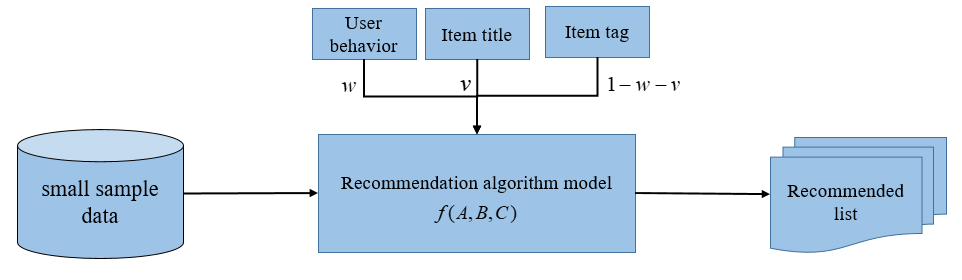 User
behavior
Item title
Item tag
w
v
1 − w − v
small sample
data
Recommendation algorithm model
f(A,B,C)
Recommended
list